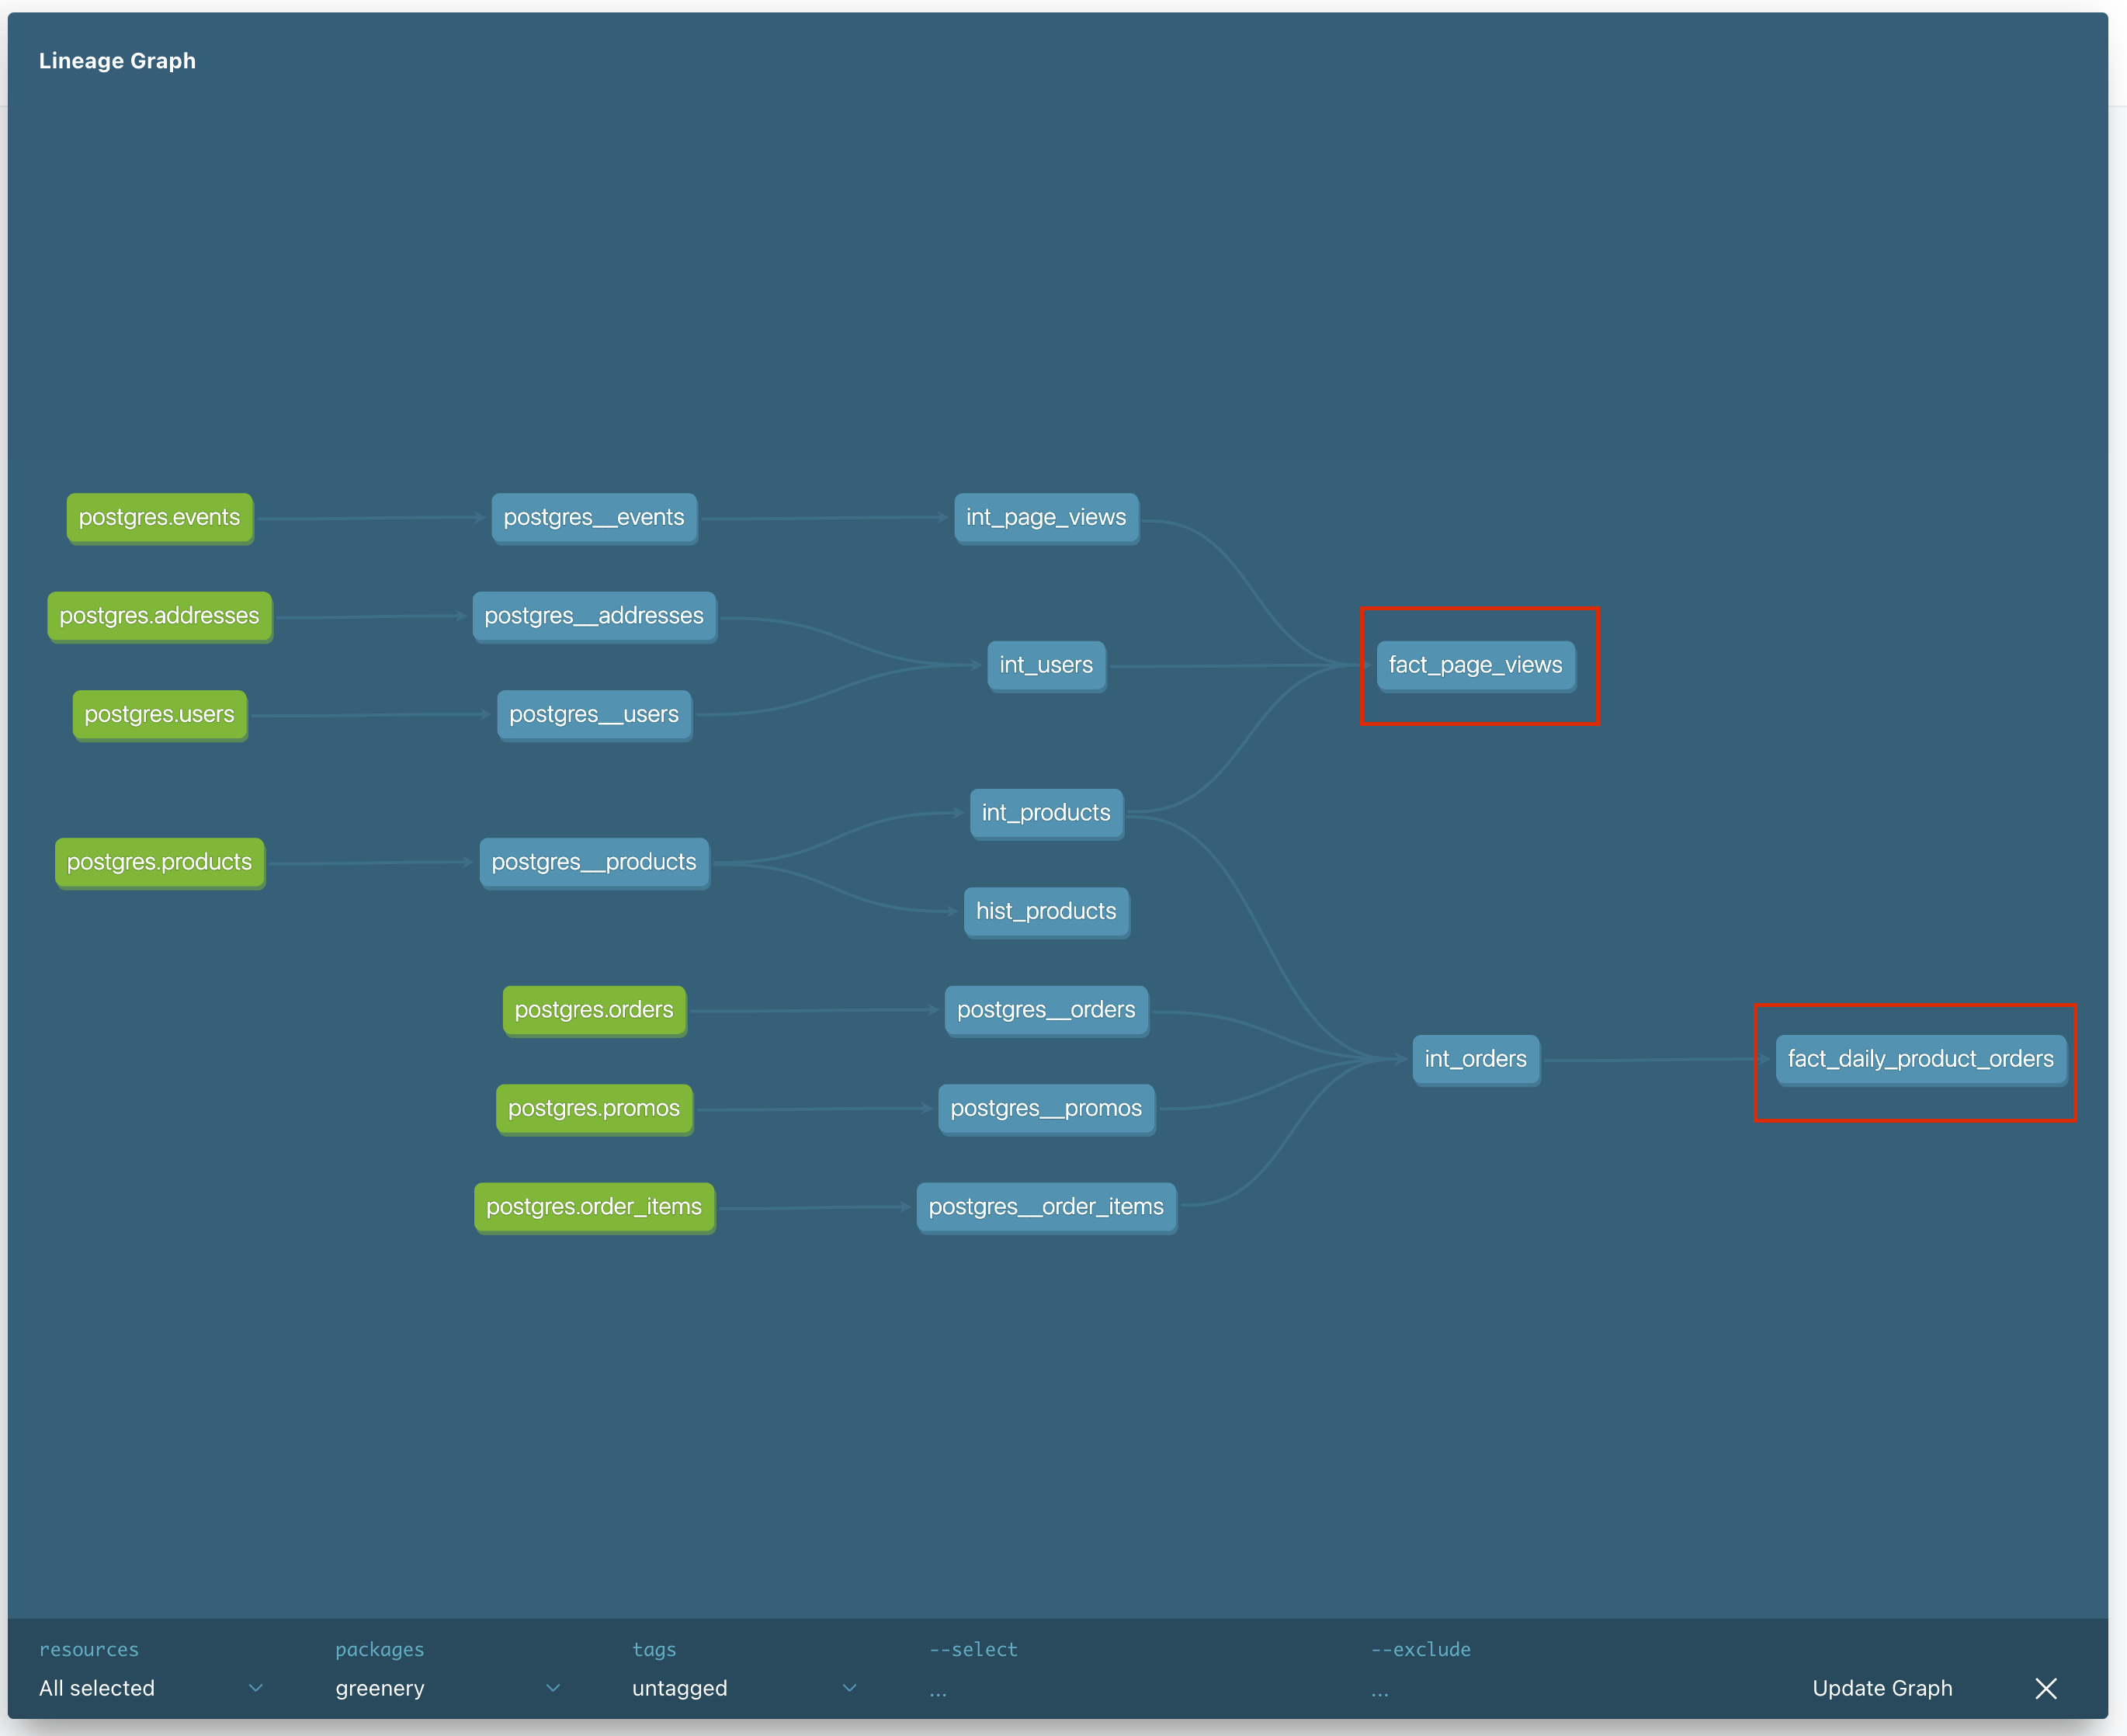 Lineage Graph
postgres.events
postgres__events
int_page_views
postgres.addresses
postgres__addresses
int_users
fact_page_views
postgres.users
postgres__users
int_products
postgres.products
postgres__products
hist_products
postgres.orders
postgres__orders
int_orders
fact_daily_product_orders
postgres.promos
postgres__promos
postgres.order_items
postgres__order_items
resources
packages
tags
--select
--exclude
All selected
greenery
untagged
...
...
Update Graph